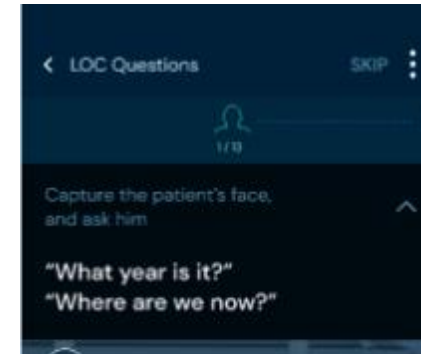 LOC Questions SKIP
1/13
Capture the patient's face,
and ask him
"What year is it?"
"Where are we now?"